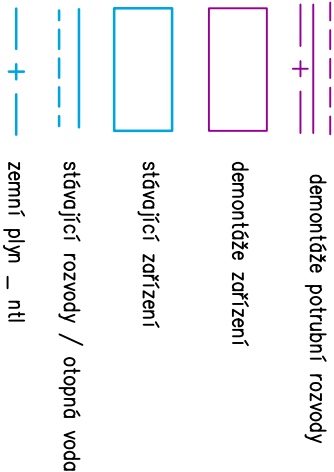 demontáže potrubní rozvody
demontáže zařízení
stávající zařízení
stávající rozvody / otopná voda
zemní plyn _ ntl